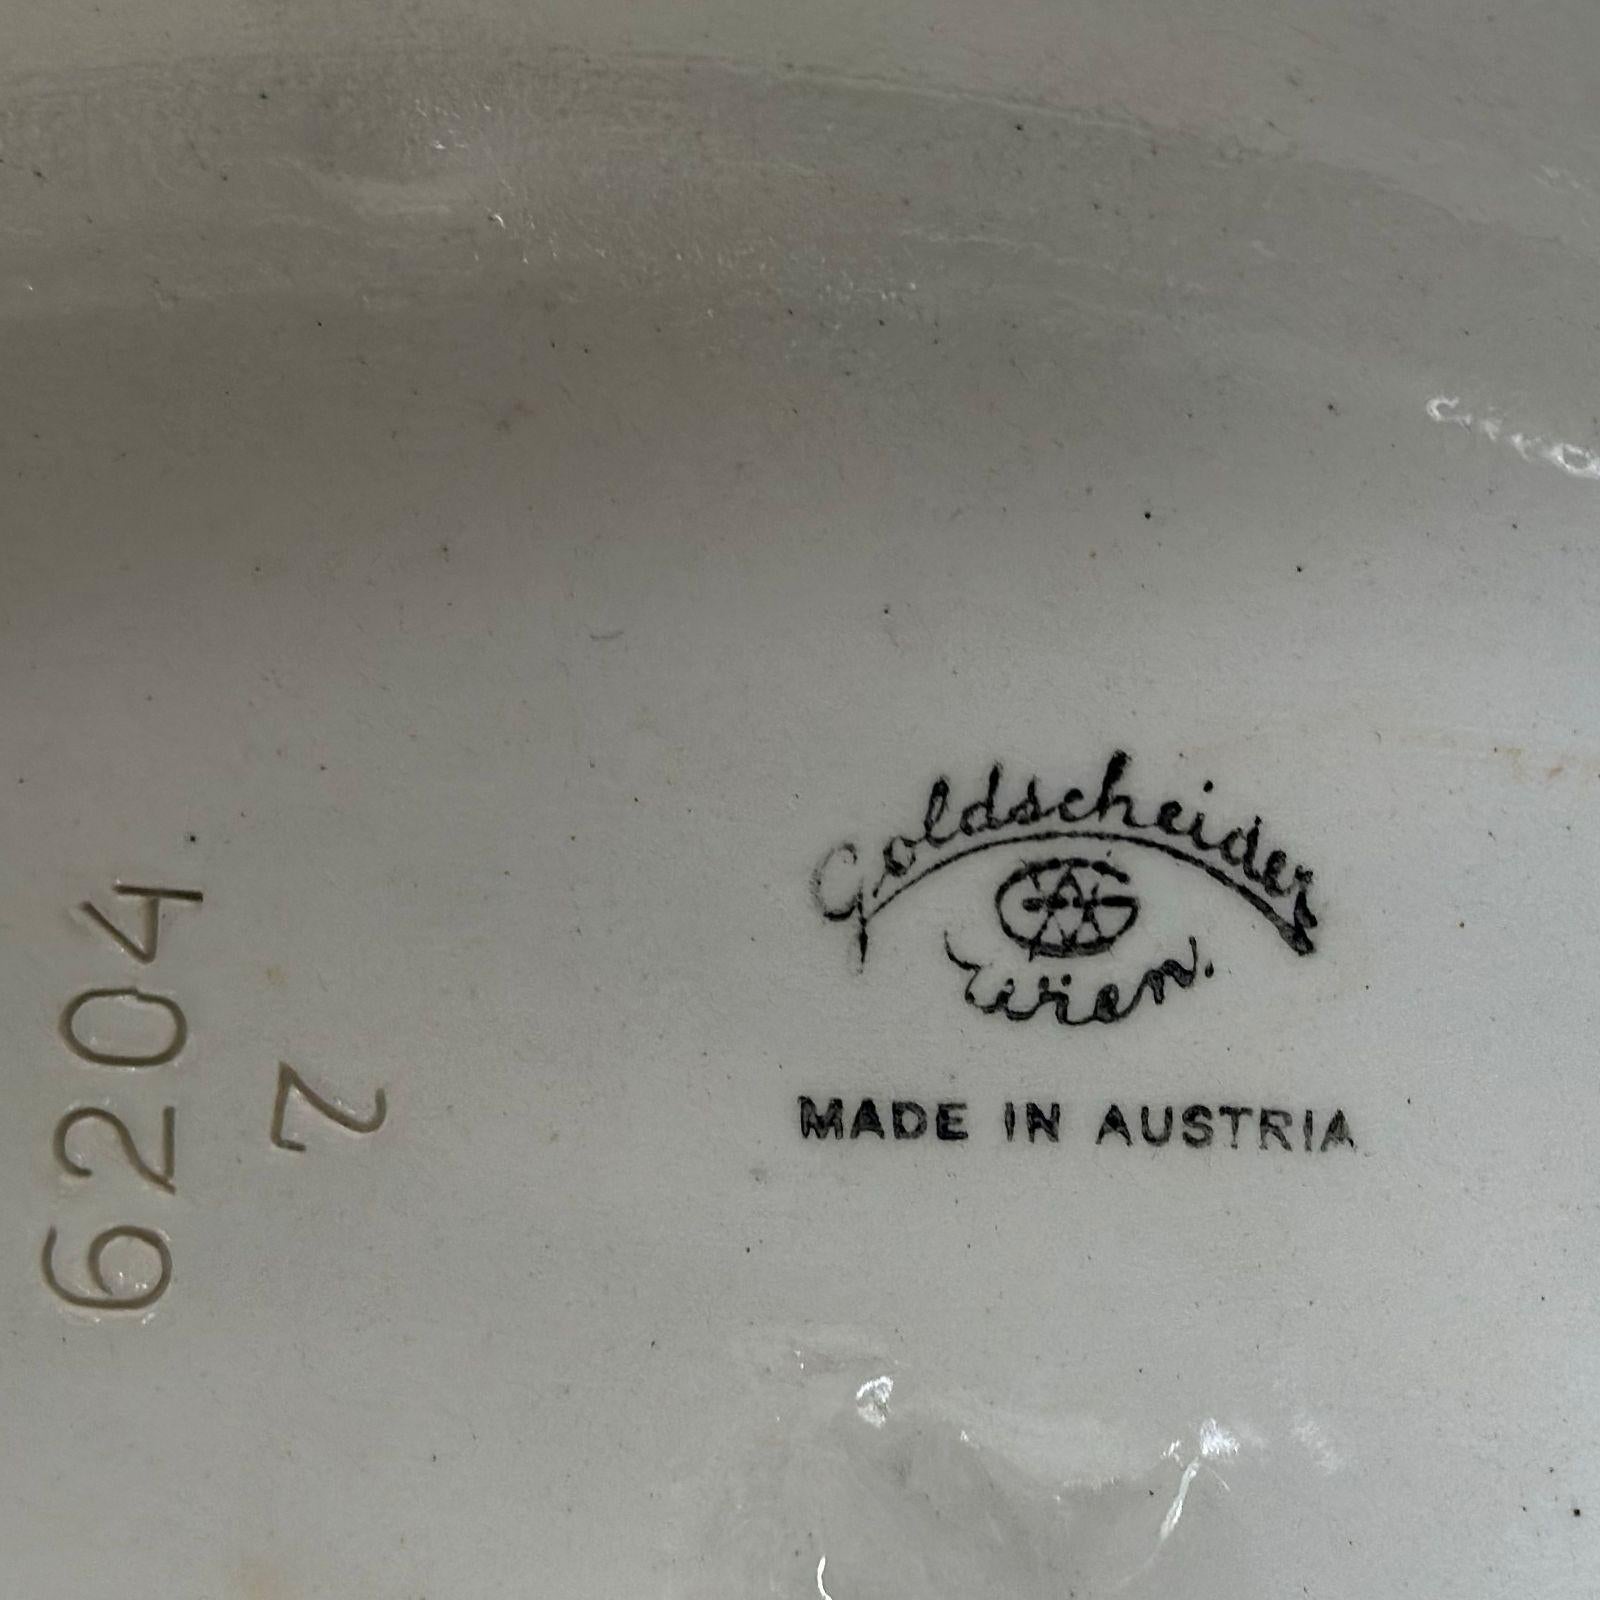 Goldscheider
Wien.
MADE IN AUSTRIA
6204
7